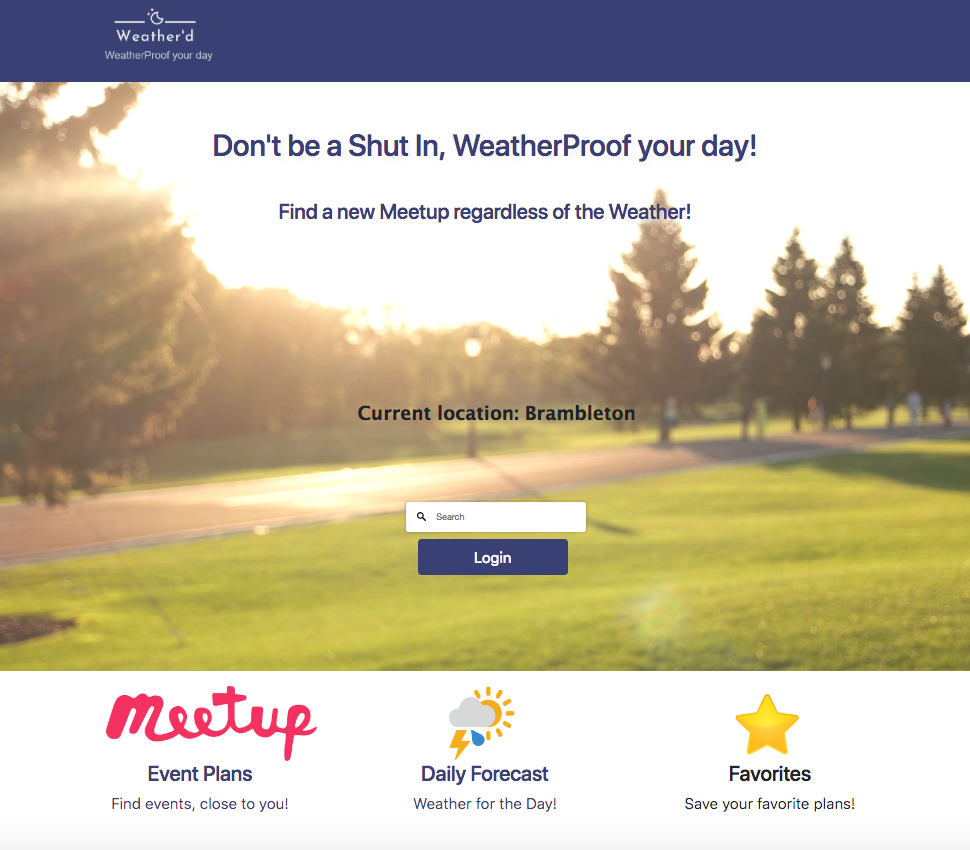 Weather'd
WeatherProof your day
Don't be a Shut In, WeatherProof your day!
Find a new Meetup regardless of the Weather!
Current location: Brambleton
Search
Login
Meetup
Event Plans
Find events, close to you!
Daily Forecast
Weather for the Day!
Favorites
Save your favorite plans!